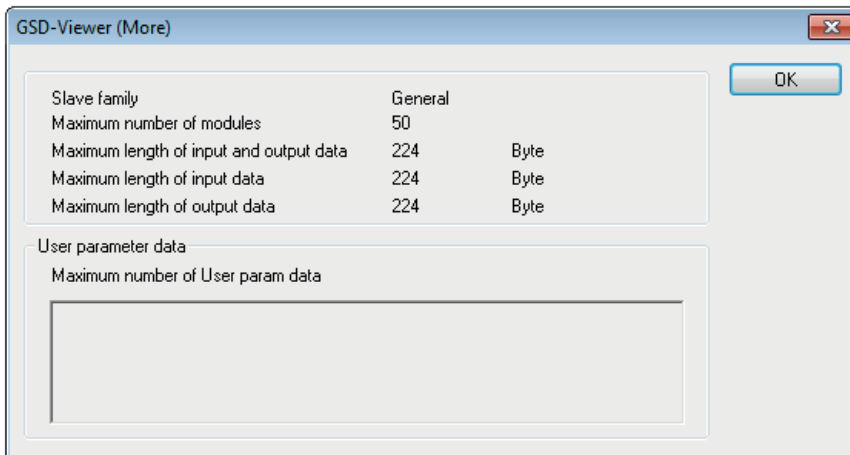 GSD-Viewer (More)
OK
Slave family General
Maximum number of modules 50
Maximum length of input and output data 224 Byte
Maximum length of input data 224 Byte
Maximum length of output data 224 Byte
User parameter data
Maximum number of User param data